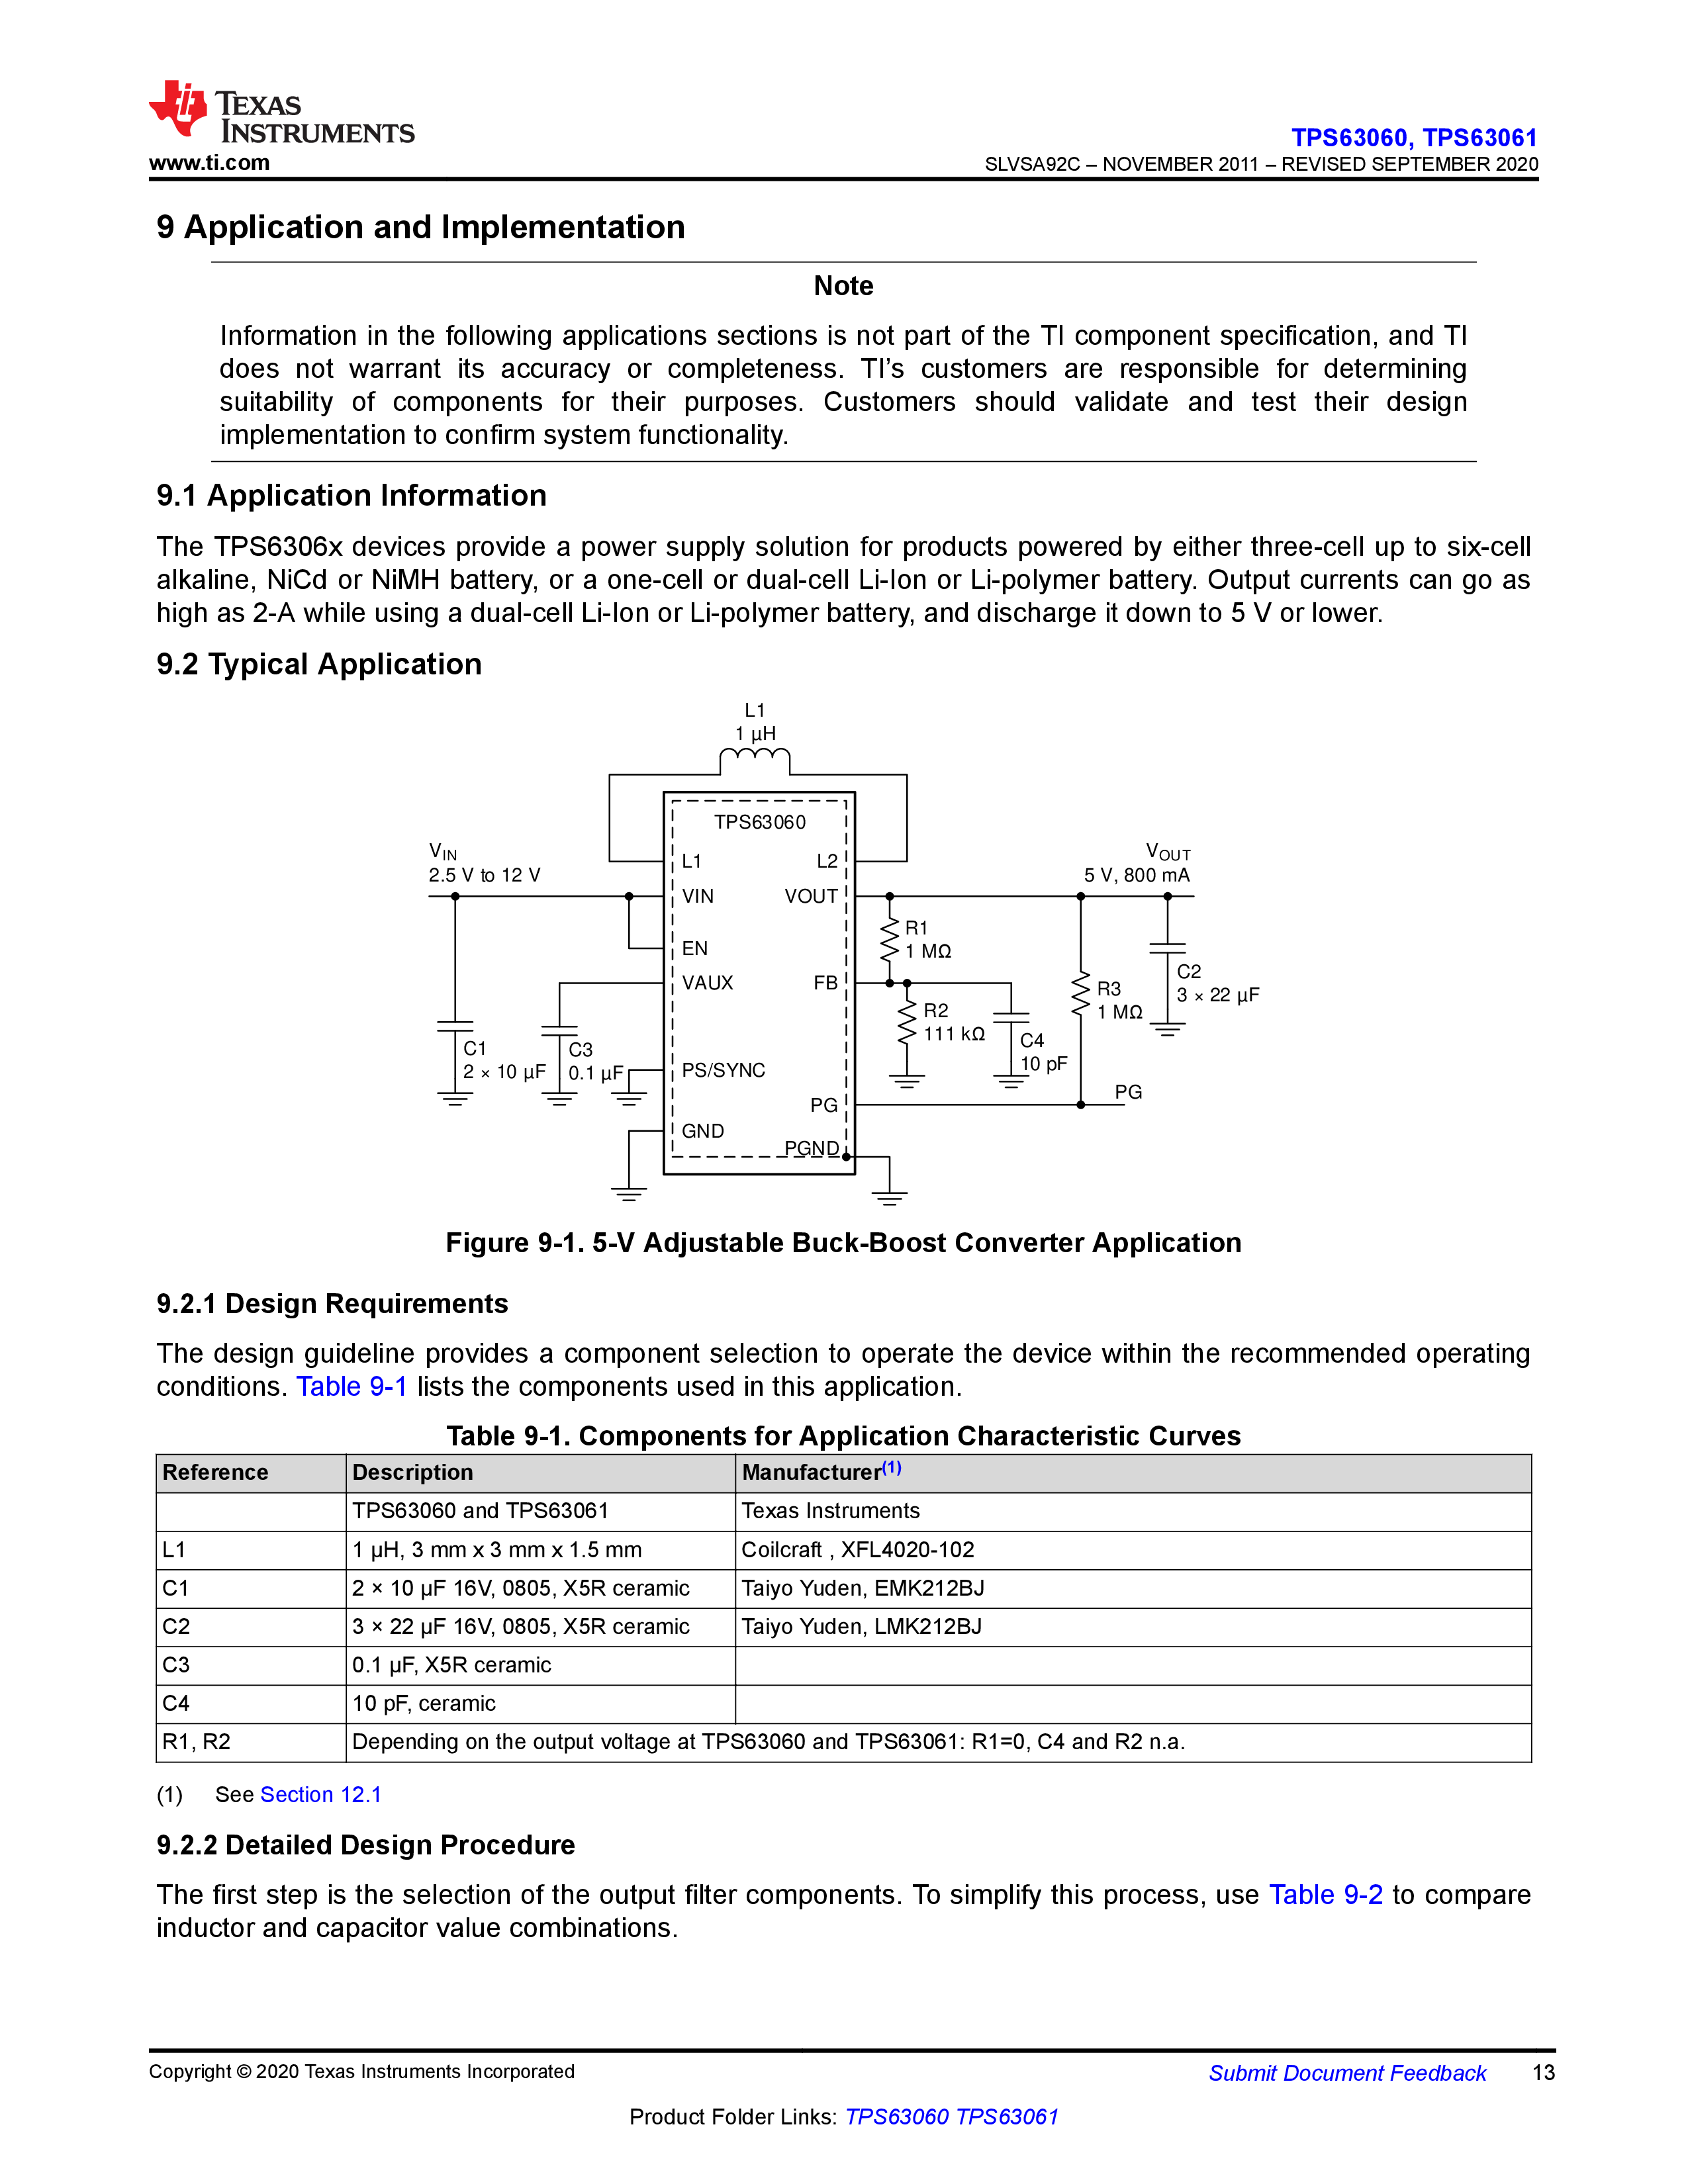 TEXAS
INSTRUMENTS
www.ti.com
TPS63060, TPS63061
SLVSA92C – NOVEMBER 2011 – REVISED SEPTEMBER 2020
9 Application and Implementation
Note
Information in the following applications sections is not part of the TI component specification, and TI
does not warrant its accuracy or completeness. TI’s customers are responsible for determining
suitability of components for their purposes. Customers should validate and test their design
implementation to confirm system functionality.
9.1 Application Information
The TPS6306x devices provide a power supply solution for products powered by either three-cell up to six-cell
alkaline, NiCd or NiMH battery, or a one-cell or dual-cell Li-Ion or Li-polymer battery. Output currents can go as
high as 2-A while using a dual-cell Li-Ion or Li-polymer battery, and discharge it down to 5 V or lower.
9.2 Typical Application
L1
1 µH
TPS63060
VIN
2.5 V to 12 V
VOUT
5 V, 800 mA
L1
L2
VIN
VOUT
R1
1 MΩ
EN
VAUX
FB
C2
3 × 22 µF
R3
1 MΩ
R2
111 kΩ
C4
10 pF
C1
2 × 10 µF
C3
0.1 µF
PS/SYNC
PG
PG
GND
PGND
Figure 9-1. 5-V Adjustable Buck-Boost Converter Application
9.2.1 Design Requirements
The design guideline provides a component selection to operate the device within the recommended operating
conditions. Table 9-1 lists the components used in this application.
Table 9-1. Components for Application Characteristic Curves
Reference Description Manufacturer(1)
TPS63060 and TPS63061 Texas Instruments
L1 1 µH, 3 mm x 3 mm x 1.5 mm Coilcraft , XFL4020-102
C1 2 × 10 µF 16V, 0805, X5R ceramic Taiyo Yuden, EMK212BJ
C2 3 × 22 µF 16V, 0805, X5R ceramic Taiyo Yuden, LMK212BJ
C3 0.1 µF, X5R ceramic
C4 10 pF, ceramic
R1, R2 Depending on the output voltage at TPS63060 and TPS63061: R1=0, C4 and R2 n.a.
(1) See Section 12.1
9.2.2 Detailed Design Procedure
The first step is the selection of the output filter components. To simplify this process, use Table 9-2 to compare
inductor and capacitor value combinations.
Copyright © 2020 Texas Instruments Incorporated
Submit Document Feedback 13
Product Folder Links: TPS63060 TPS63061